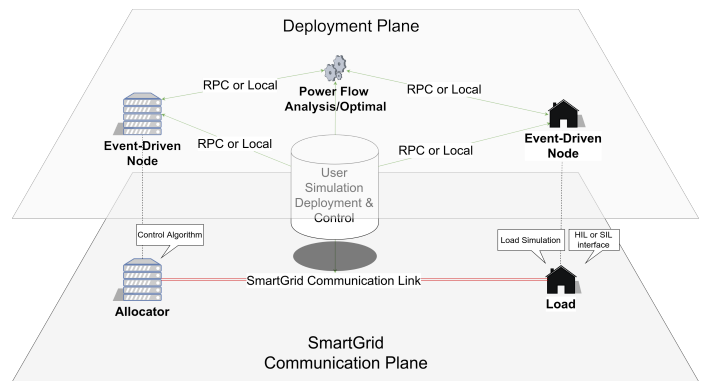 Deployment Plane
RPC or Local
RPC or Local
Power Flow
Analysis/Optimal
Event-Driven
Node
RPC or Local
RPC or Local
Event-Driven
Node
User
Simulation
Deployment &
Control
Control Algorithm
Load Simulation
HIL or SIL
interface
SmartGrid Communication Link
Allocator
Load
SmartGrid
Communication Plane